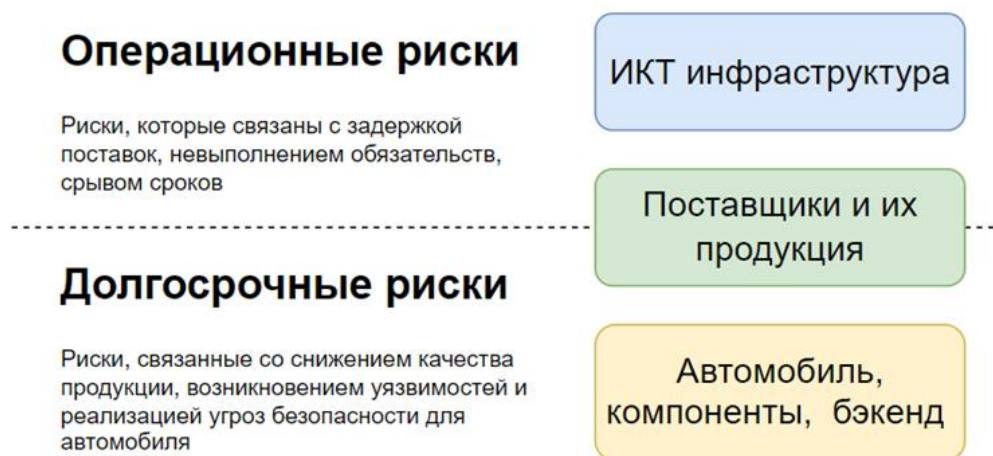 Операционные риски
Риски, которые связаны с задержкой
поставок, невыполнением обязательств,
срывом сроков
ИКТ инфраструктура
Поставщики и их
продукция
Долгосрочные риски
Риски, связанные со снижением качества
продукции, возникновением уязвимостей и
реализацией угроз безопасности для
автомобиля
Автомобиль,
компоненты, бэкенд